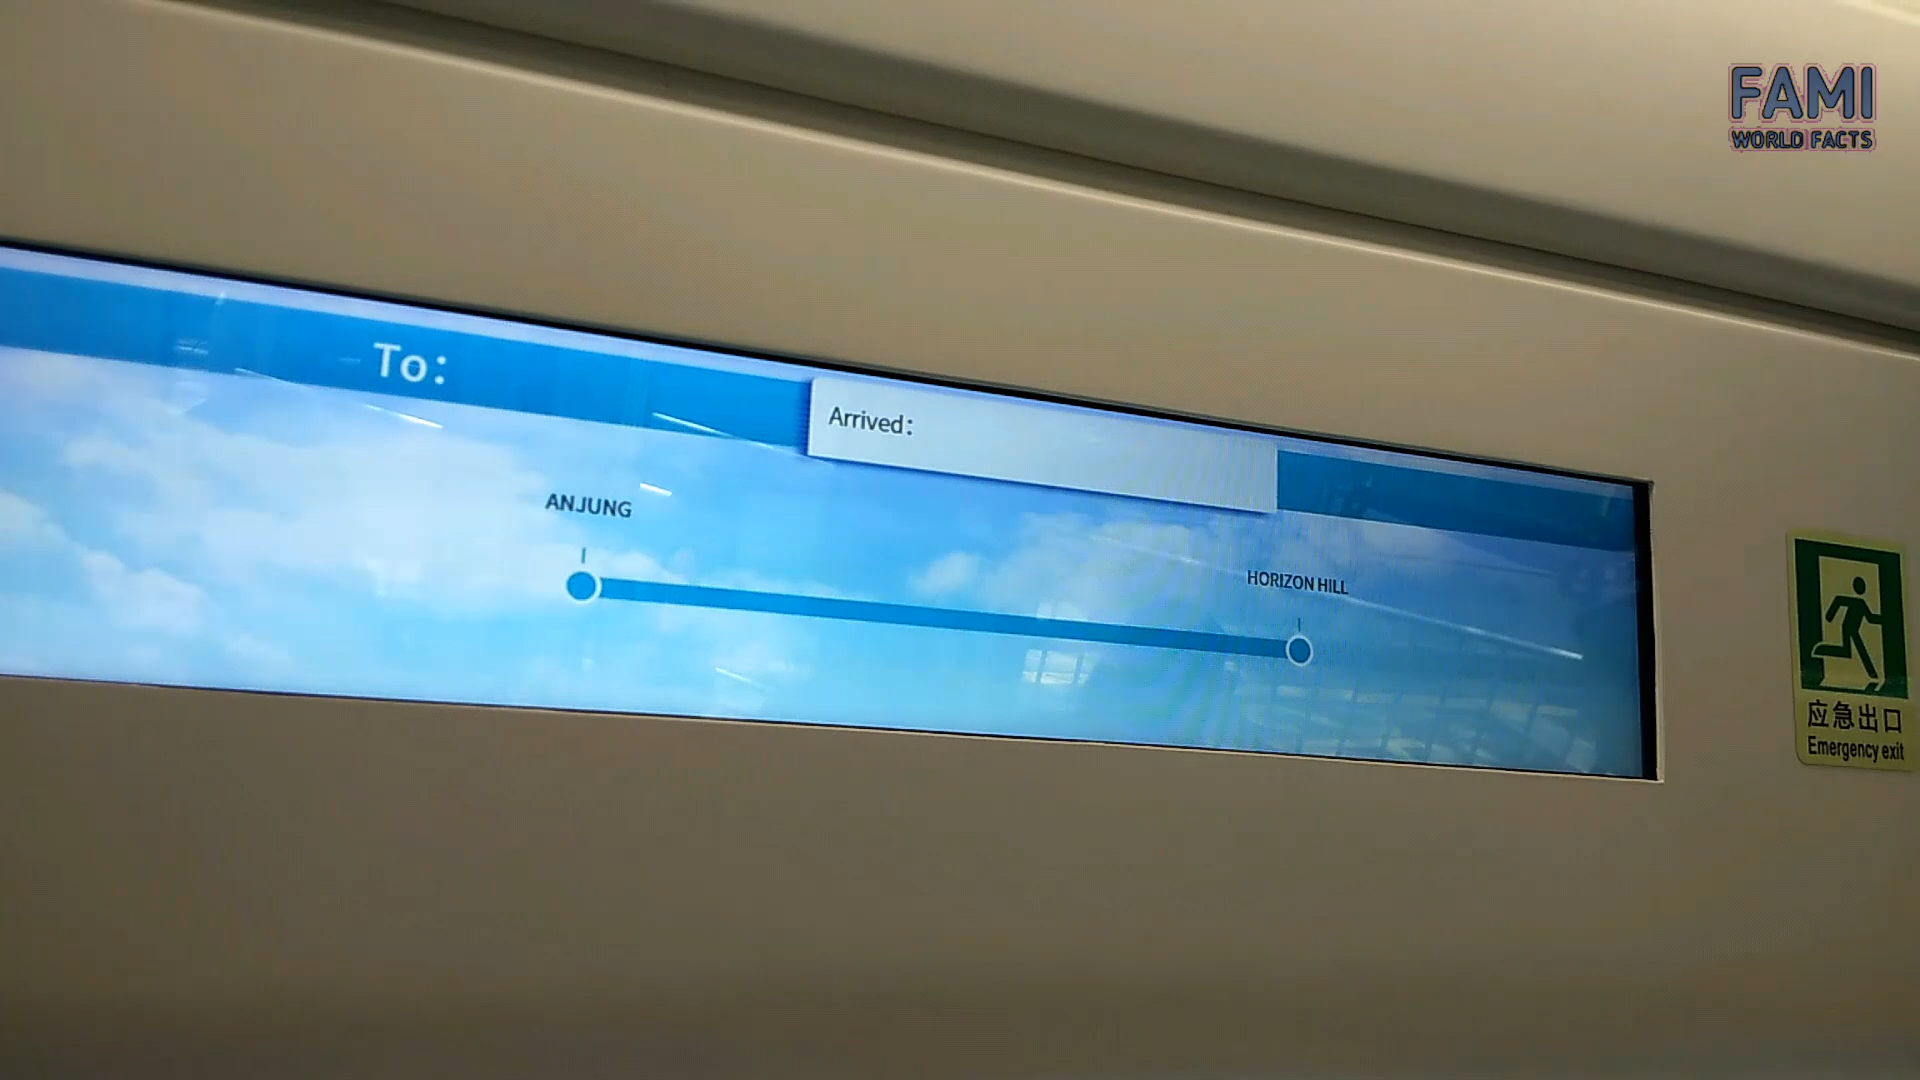 FAMI
WORLD FACTS
To:
Arrived:
ANJUNG
HORIZON HILL
应急出口
Emergency exit